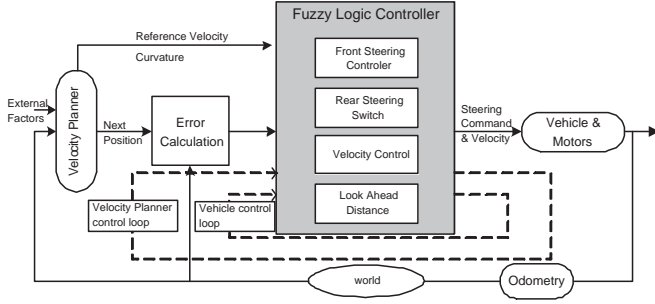 Fuzzy Logic Controller
Reference Velocity
Curvature
Front Steering
Controler
Rear Steering
Switch
Velocity Control
Look Ahead
Distance
External
Factors
Velocity Planner
Next
Position
Error
Calculation
Steering
Command
& Velocity
Vehicle &
Motors
Velocity Planner
control loop
Vehicle control
loop
world
Odometry